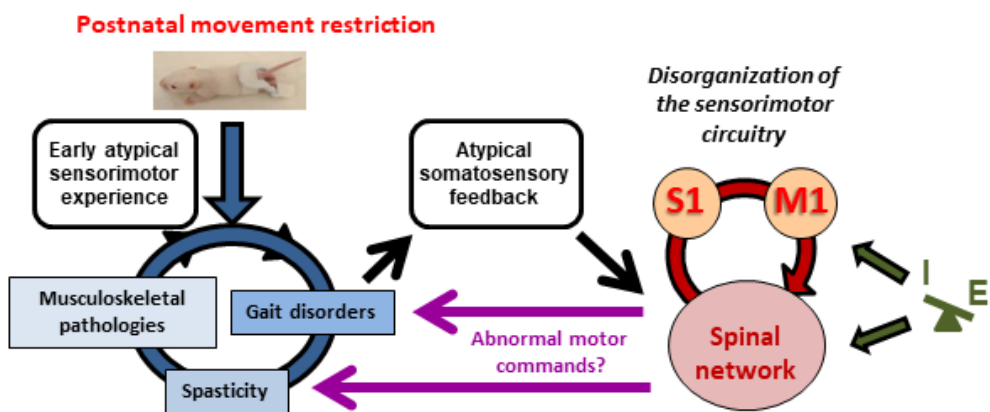 Postnatal movement restriction
Disorganization of
the sensorimotor
circuitry
Early atypical
sensorimotor
experience
Atypical
somatosensory
feedback
S1
M1
Musculoskeletal
pathologies
Gait disorders
I
E
Abnormal motor
commands?
Spinal
network
Spasticity